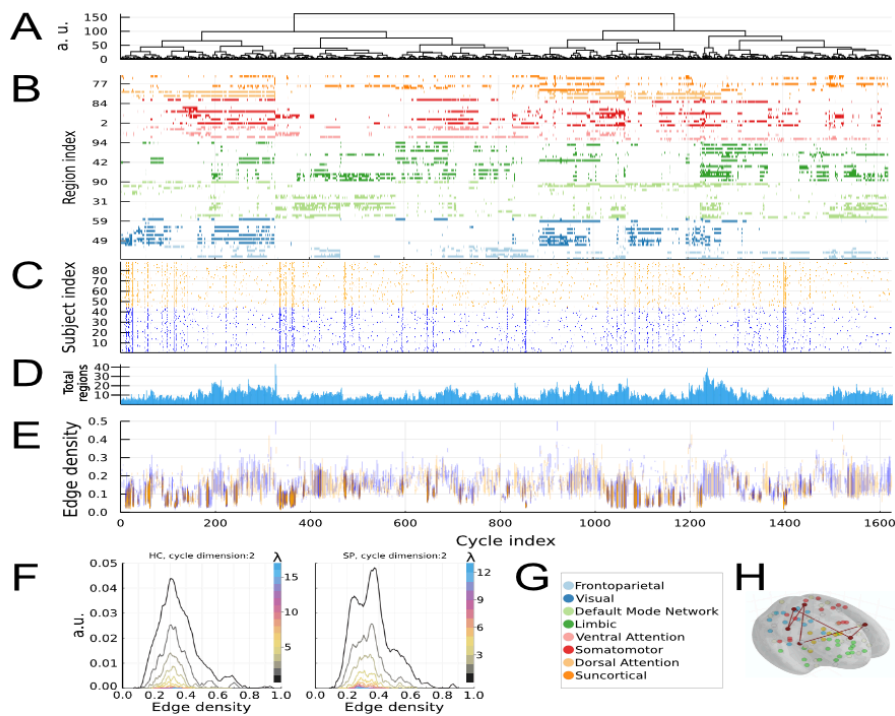 A
a. u.
150
100
50
0
B
Region index
77
84
2
94
42
90
31
59
49
C
Subject index
80
70
60
50
40
30
20
10
D
Total
regions
40
20
10
E
Edge density
0.5
0.4
0.3
0.2
0.1
0.0
0
200
400
600
800
1000
1200
1400
1600
Cycle index
F
HC, cycle dimension:2
λ
SP, cycle dimension:2
λ
a.u.
0.05
0.04
0.03
0.02
0.01
0.00
15
10
5
12
9
6
3
0.0
0.2
0.4
0.6
0.8
1.0
0.0
0.2
0.4
0.6
0.8
1.0
Edge density
Edge density
G
Frontoparietal
Visual
Default Mode Network
Limbic
Ventral Attention
Somatomotor
Dorsal Attention
Suncortical
H